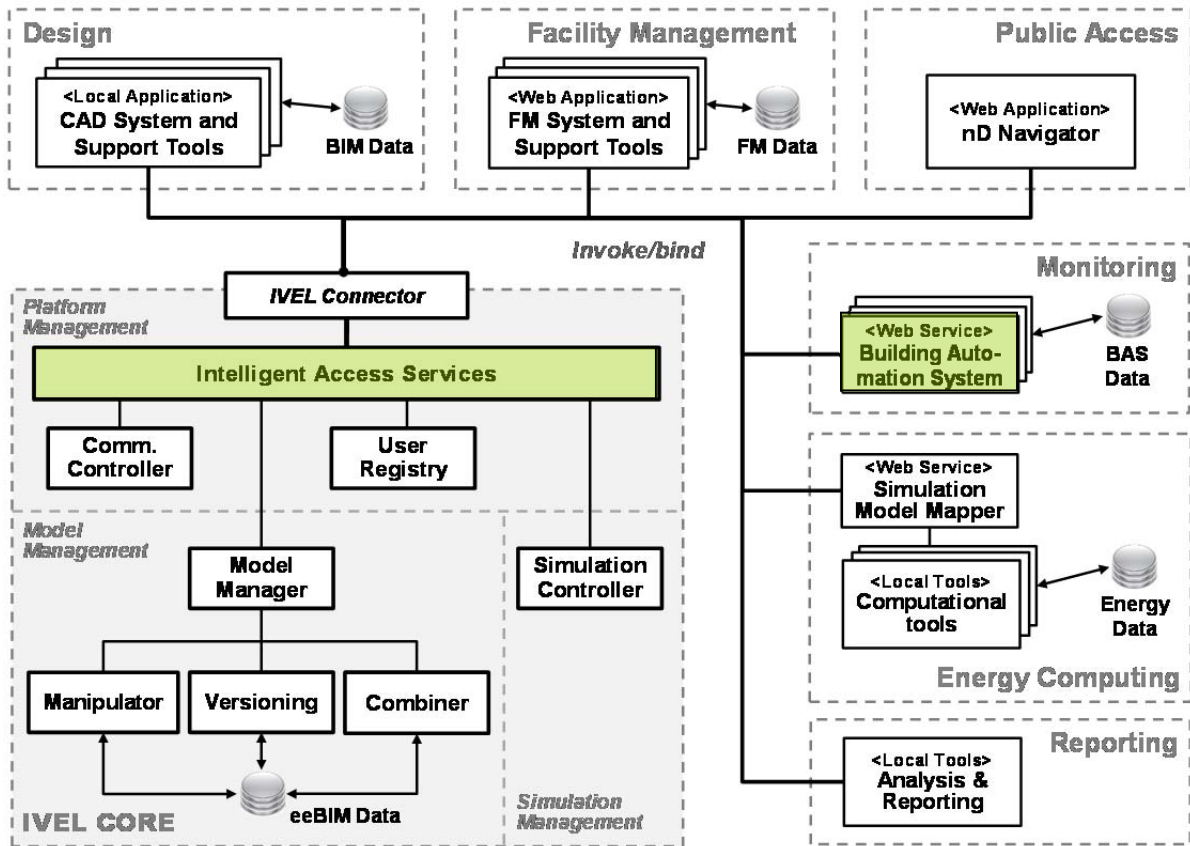 Design
<Local Application>
CAD System and
Support Tools
BIM Data
Facility Management
<Web Application>
FM System and
Support Tools
FM Data
Public Access
<Web Application>
nD Navigator
Invoke/bind
IVEL Connector
Platform
Management
Intelligent Access Services
Comm.
Controller
User
Registry
Model
Management
Model
Manager
Simulation
Controller
Manipulator
Versioning
Combiner
eeBIM Data
IVEL CORE
Simulation
Management
Monitoring
<Web Service>
Building Auto-
mation System
BAS
Data
<Web Service>
Simulation
Model Mapper
<Local Tools>
Computational
tools
Energy
Data
Energy Computing
Reporting
<Local Tools>
Analysis &
Reporting